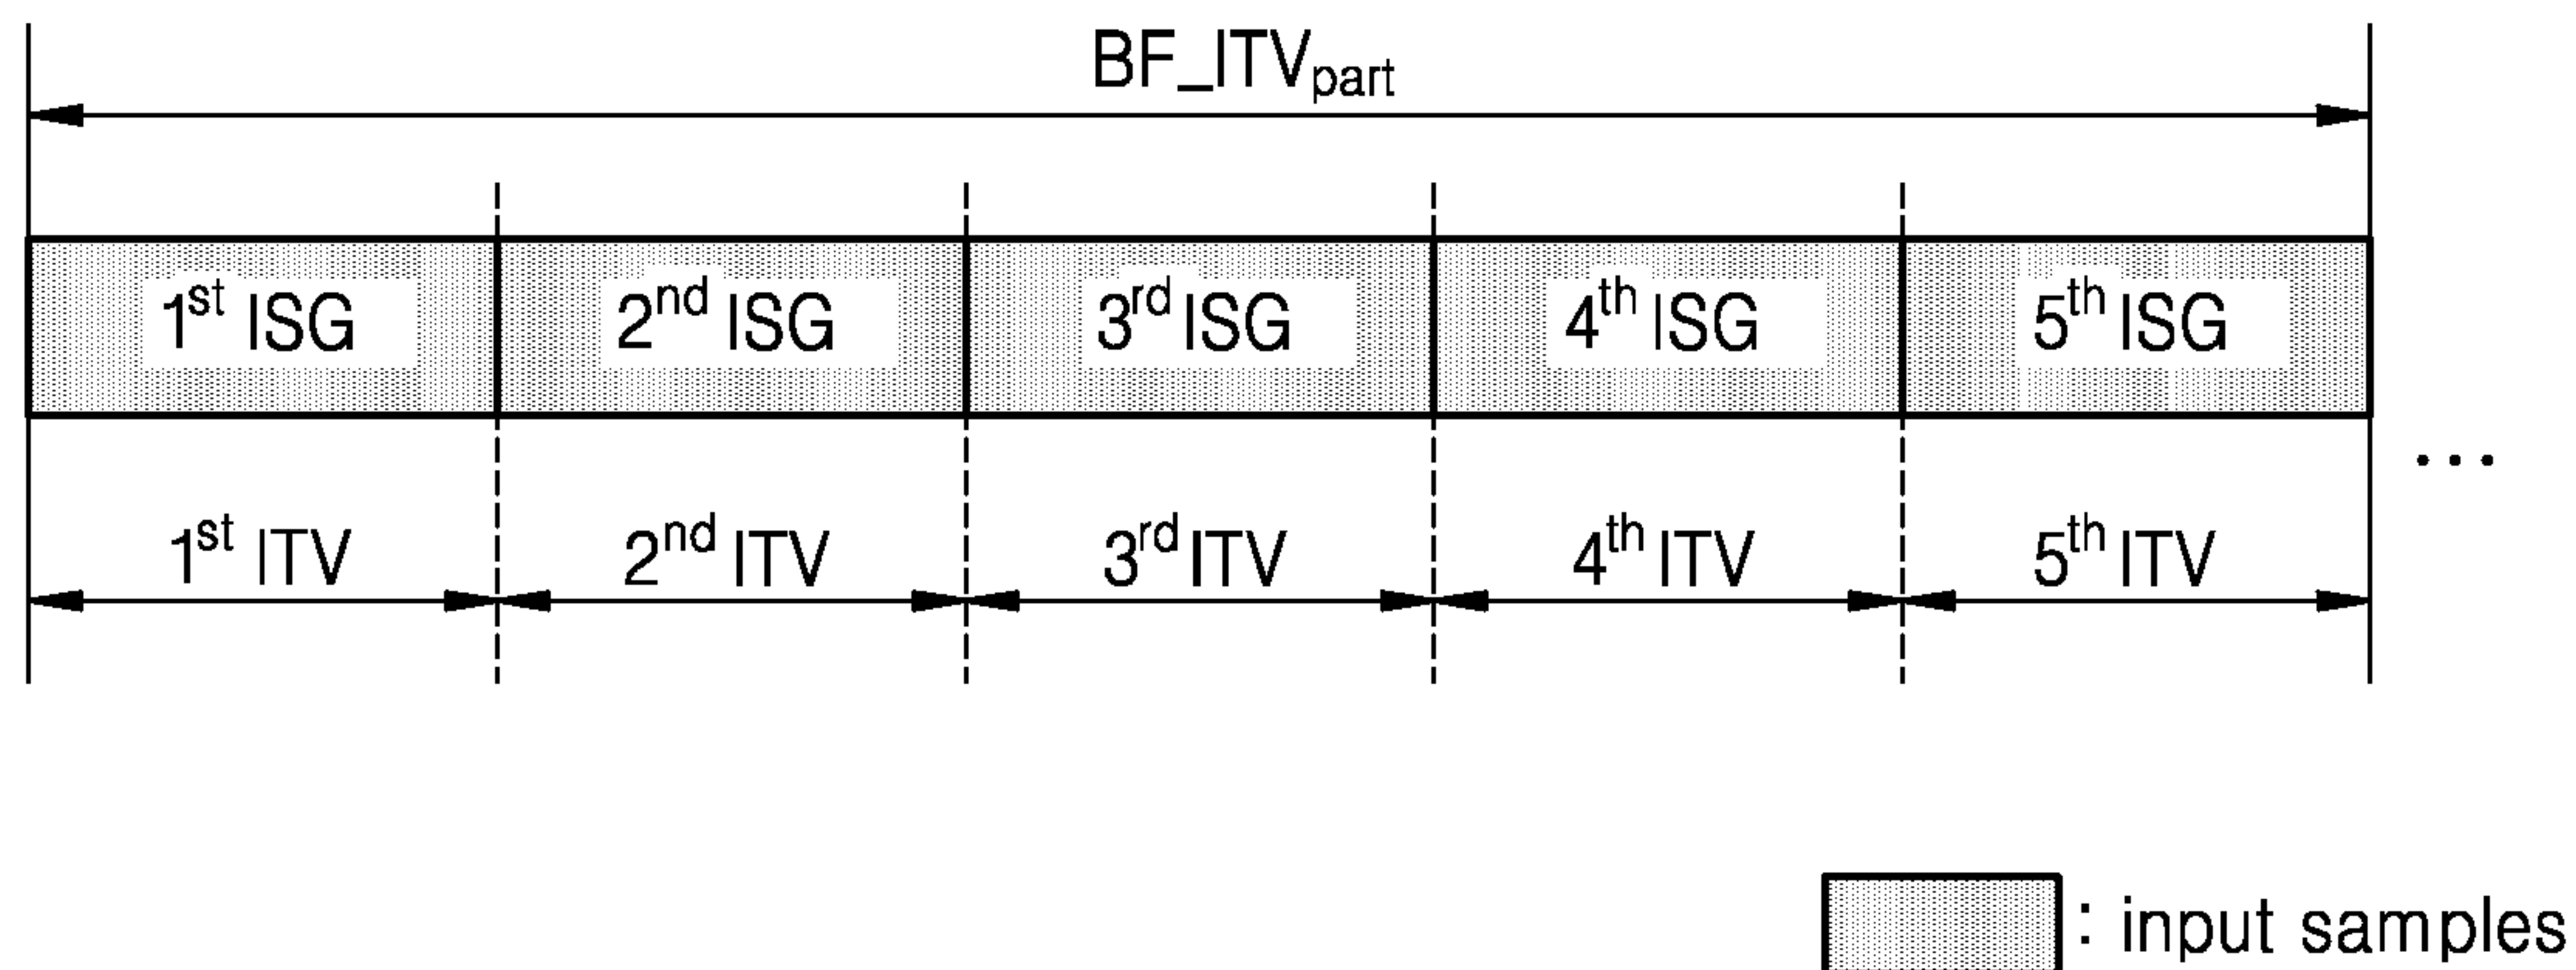 BF_ITVpart
1st ISG 2nd ISG 3rd ISG 4th ISG 5th ISG
...
1st ITV 2nd ITV 3rd ITV 4th ITV 5th ITV
: input samples